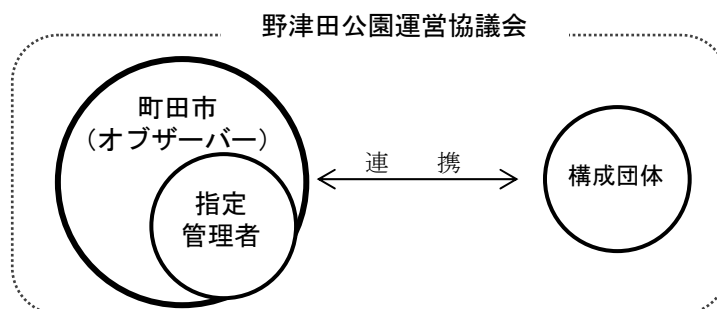 野津田公園運営協議会
町田市
（オブザーバー）
指定
管理者
連　携
構成団体